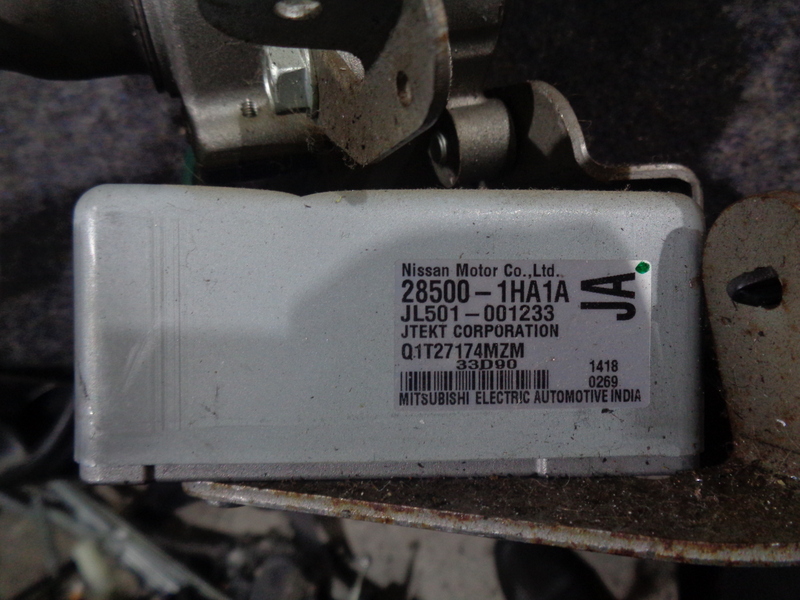 Nissan Motor Co.,Ltd.
28500-1HA1A
JA
JL501-001233
JTEKT CORPORATION
Q1T27174MZM
33D90
1418
0269
MITSUBISHI ELECTRIC AUTOMOTIVE INDIA